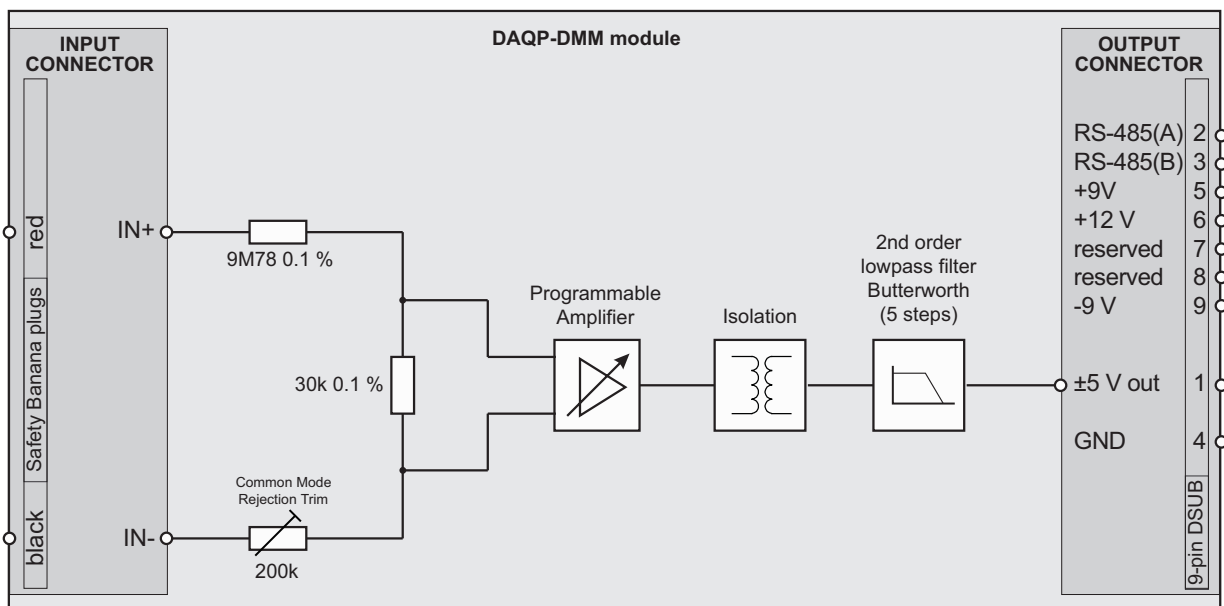 DAQP-DMM module
INPUT
CONNECTOR
red
Safety Banana plugs
black
IN+
IN-
9M78 0.1 %
30k 0.1 %
Common Mode
Rejection Trim
200k
Programmable
Amplifier
Isolation
2nd order
lowpass filter
Butterworth
(5 steps)
OUTPUT
CONNECTOR
RS-485(A) 2
RS-485(B) 3
+9V 5
+12 V 6
reserved 7
reserved 8
-9 V 9
±5 V out 1
GND 4
9-pin DSUB